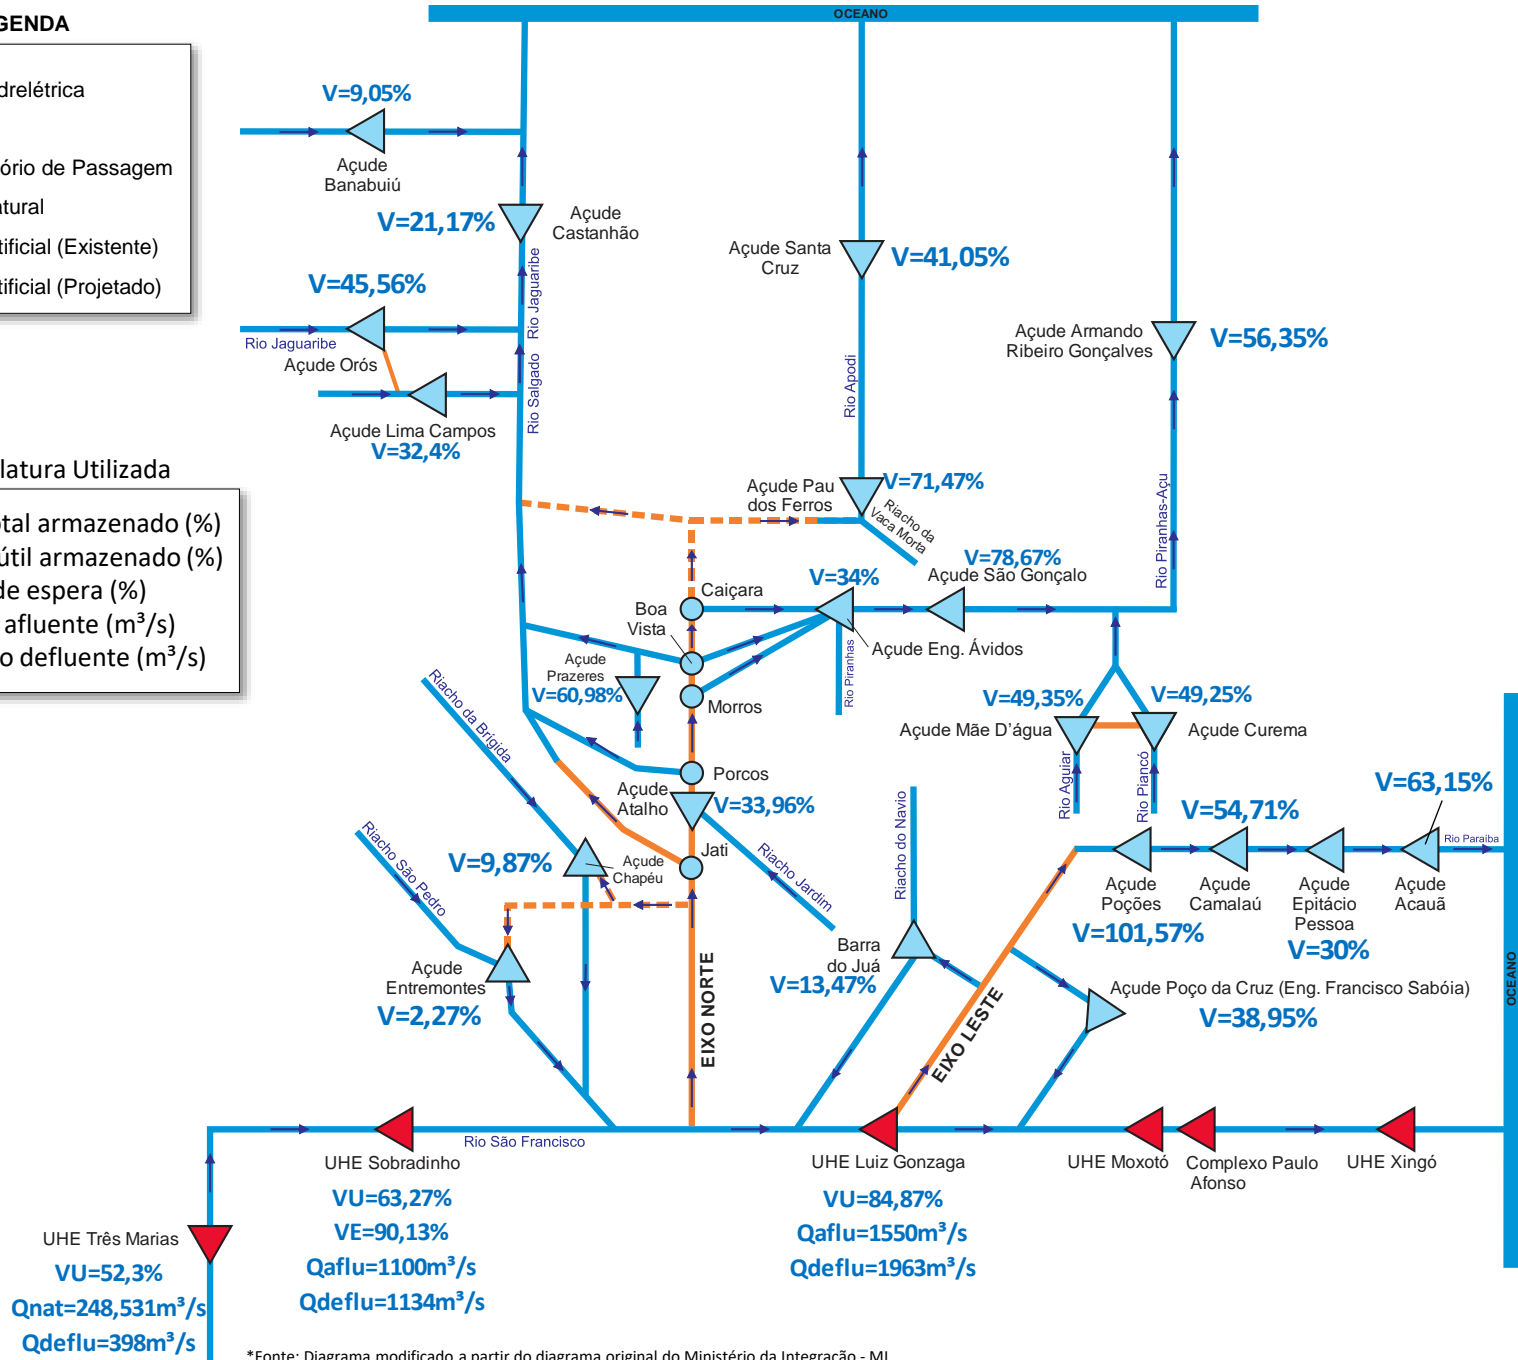 OCEANO
GENDA
drelétrica
ório de Passagem
atural
tificial (Existente)
tificial (Projetado)
V=9,05%
Açude
Banabuiú
V=21,17%
Açude
Castanhão
Rio Jaguaribe
V=45,56%
Rio Jaguaribe
Açude Orós
Rio Salgado
Açude Lima Campos
V=32,4%
Açude Santa
Cruz
V=41,05%
Rio Apodi
Açude Armando
Ribeiro Gonçalves
V=56,35%
Rio Piranhas-Açu
latura Utilizada
otal armazenado (%)
útil armazenado (%)
de espera (%)
afluente (m³/s)
o defluente (m³/s)
Açude Pau
dos Ferros
V=71,47%
Riacho da
Vaca Morta
V=78,67%
Açude São Gonçalo
V=34%
Açude Eng. Ávidos
Rio Piranhas
Caiçara
Boa
Vista
Açude
Prazeres
V=60,98%
Morros
Porcos
Riacho da Brígida
Açude
Atalho
V=33,96%
Jati
Riacho Jardim
V=9,87%
Açude
Chapéu
Riacho São Pedro
Açude
Entremontes
V=2,27%
EIXO NORTE
V=49,35%
V=49,25%
Açude Mãe D'água
Açude Curema
Rio Aguiar
Rio Piancó
V=63,15%
V=54,71%
Rio Paraíba
Açude
Poções
V=101,57%
Açude
Camalaú
Açude
Epitácio
Pessoa
V=30%
Açude
Acauã
Riacho do Navio
Barra
do Juá
V=13,47%
EIXO LESTE
Açude Poço da Cruz (Eng. Francisco Sabóia)
V=38,95%
OCEANO
Rio São Francisco
UHE Sobradinho
VU=63,27%
VE=90,13%
Qaflu=1100m³/s
Qdeflu=1134m³/s
UHE Luiz Gonzaga
VU=84,87%
Qaflu=1550m³/s
Qdeflu=1963m³/s
UHE Moxotó
Complexo Paulo
Afonso
UHE Xingó
UHE Três Marias
VU=52,3%
Qnat=248,531m³/s
Qdeflu=398m³/s
*Fonte: Diagrama modificado a partir do diagrama original do Ministério da Integração - MI